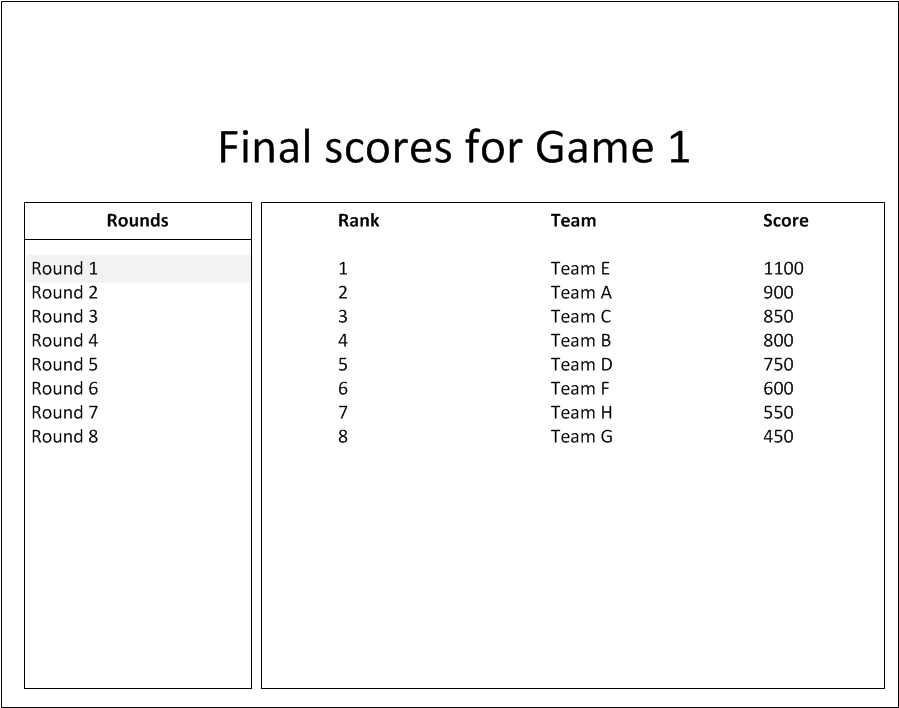 Final scores for Game 1
Rounds
Round 1
Round 2
Round 3
Round 4
Round 5
Round 6
Round 7
Round 8
Rank Team Score
1 Team E 1100
2 Team A 900
3 Team C 850
4 Team B 800
5 Team D 750
6 Team F 600
7 Team H 550
8 Team G 450